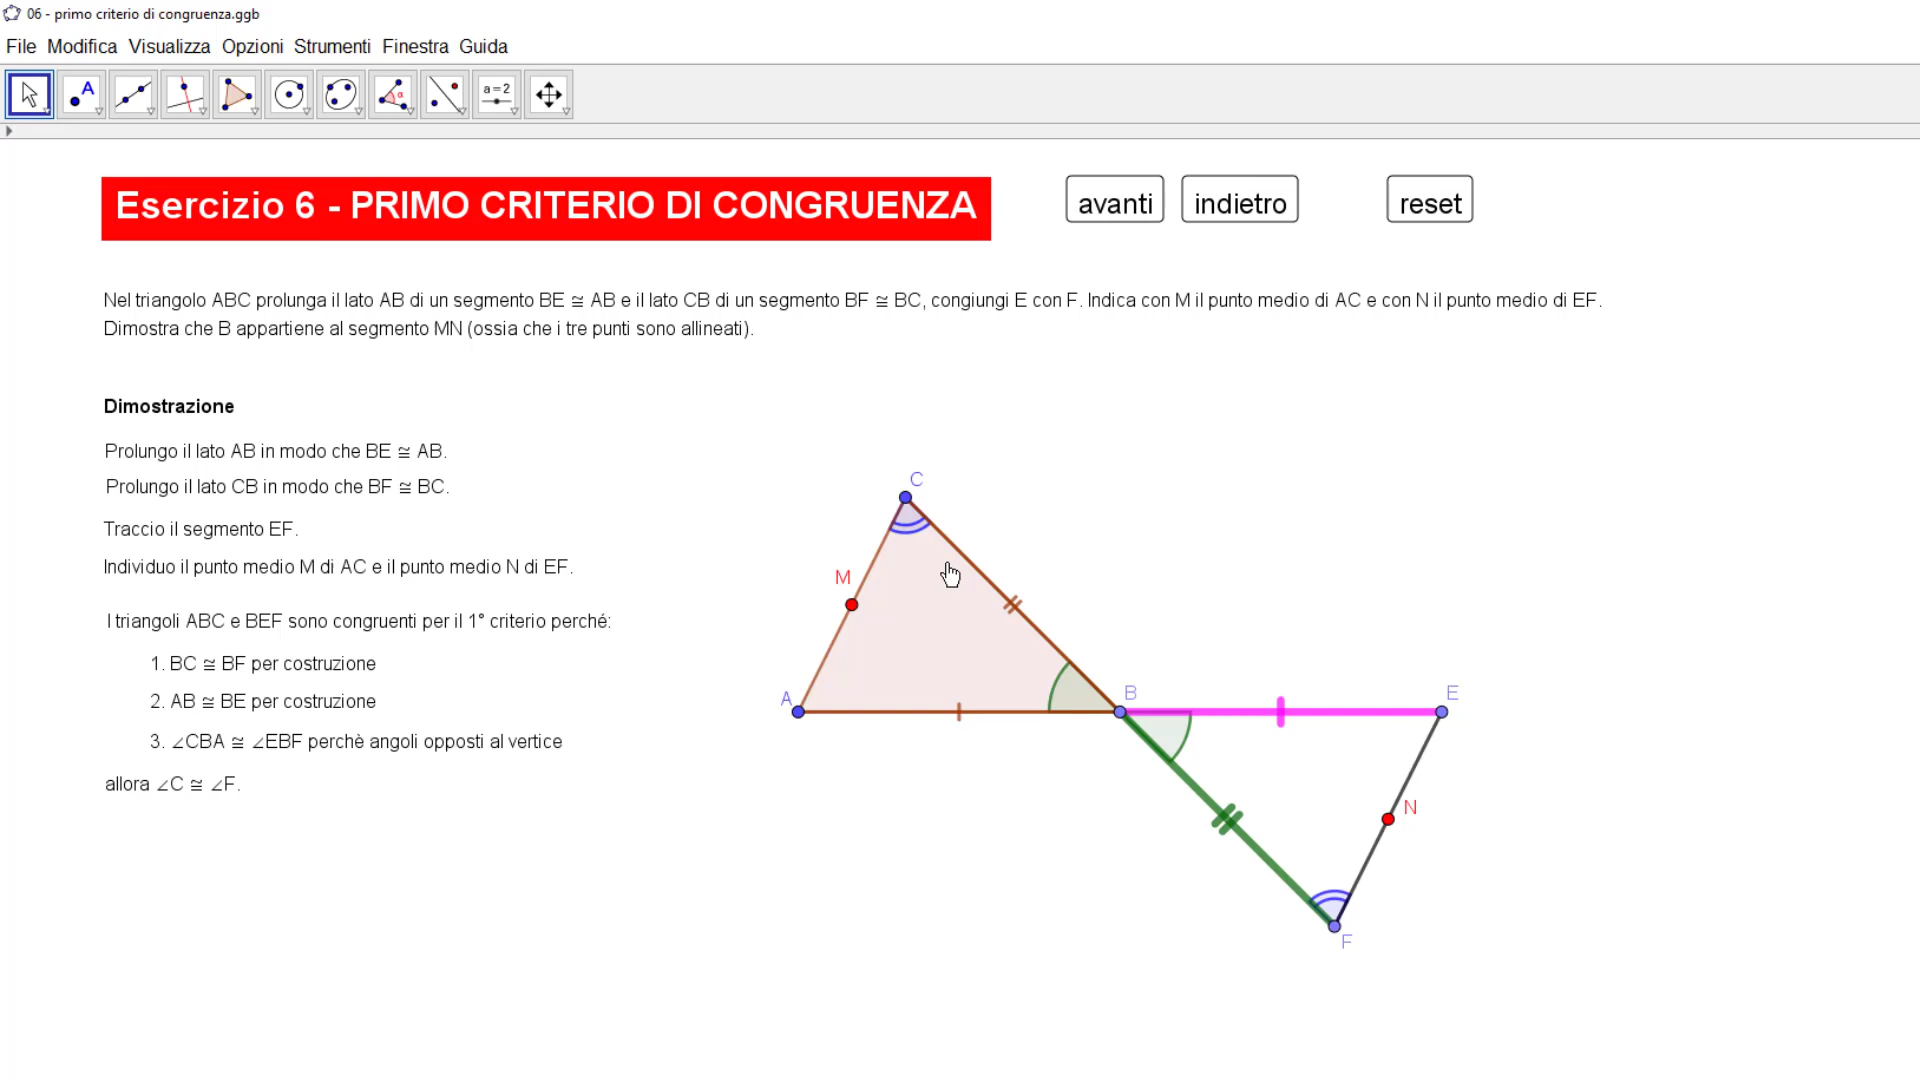 06 - primo criterio di congruenza.ggb
File Modifica Visualizza Opzioni Strumenti Finestra Guida
A
α
a = 2
Esercizio 6 - PRIMO CRITERIO DI CONGRUENZA
avanti
indietro
reset
Nel triangolo ABC prolunga il lato AB di un segmento BE ≅ AB e il lato CB di un segmento BF ≅ BC, congiungi E con F. Indica con M il punto medio di AC e con N il punto medio di EF.
Dimostra che B appartiene al segmento MN (ossia che i tre punti sono allineati).
Dimostrazione
Prolungo il lato AB in modo che BE ≅ AB.
Prolungo il lato CB in modo che BF ≅ BC.
Traccio il segmento EF.
Individuo il punto medio M di AC e il punto medio N di EF.
I triangoli ABC e BEF sono congruenti per il 1° criterio perché:
1. BC ≅ BF per costruzione
2. AB ≅ BE per costruzione
3. ∠CBA ≅ ∠EBF perchè angoli opposti al vertice
allora ∠C ≅ ∠F.
C
M
A
B
E
N
F